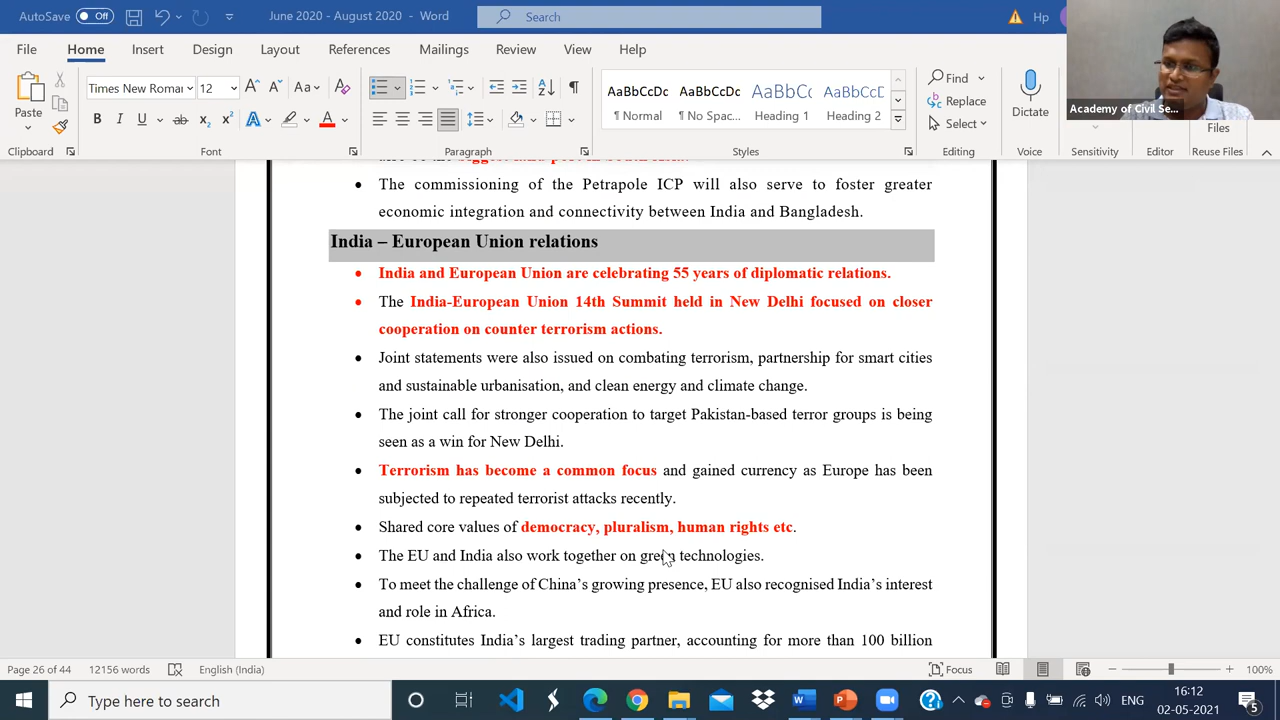 AutoSave Off June 2020 - August 2020 - Word Search Hp
File Home Insert Design Layout References Mailings Review View Help
Academy of Civil Se...
Paste
Times New Roman 12
AaBbCcDc AaBbCcDc AaBbCc AaBbCcD
¶ Normal ¶ No Spac... Heading 1 Heading 2
Find
Replace
Select
Dictate
Files
Clipboard Font Paragraph Styles Editing Voice Sensitivity Editor Reuse Files
The commissioning of the Petrapole ICP will also serve to foster greater
economic integration and connectivity between India and Bangladesh.
India – European Union relations
India and European Union are celebrating 55 years of diplomatic relations.
The India-European Union 14th Summit held in New Delhi focused on closer
cooperation on counter terrorism actions.
Joint statements were also issued on combating terrorism, partnership for smart cities
and sustainable urbanisation, and clean energy and climate change.
The joint call for stronger cooperation to target Pakistan-based terror groups is being
seen as a win for New Delhi.
Terrorism has become a common focus and gained currency as Europe has been
subjected to repeated terrorist attacks recently.
Shared core values of democracy, pluralism, human rights etc.
The EU and India also work together on green technologies.
To meet the challenge of China's growing presence, EU also recognised India's interest
and role in Africa.
EU constitutes India's largest trading partner, accounting for more than 100 billion
Page 26 of 44 12156 words English (India) Focus 100%
Type here to search ENG 16:12
02-05-2021 5